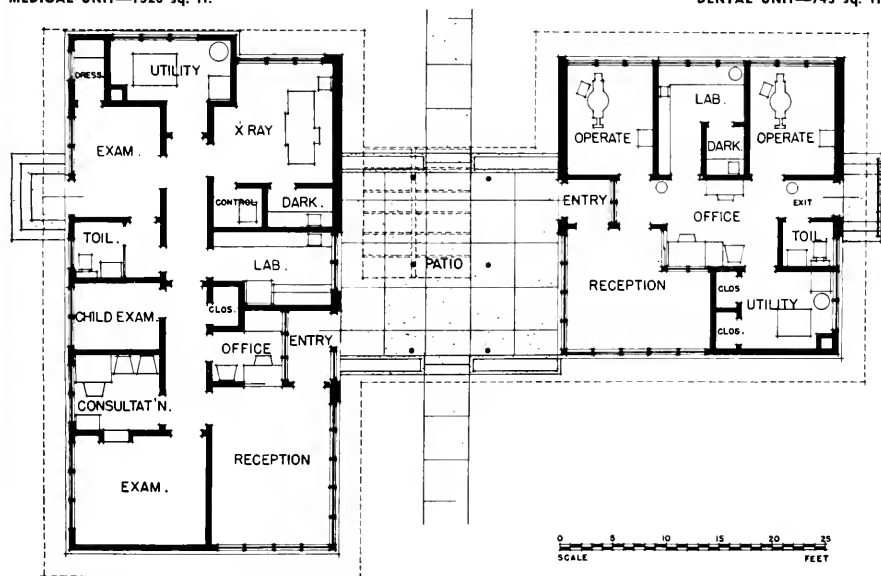 MEDICAL UNIT—1320 sq. ft.
DENTAL UNIT—745 sq. ft.
DRESS.
UTILITY
X RAY
EXAM.
CONTROL
DARK.
TOIL.
LAB.
CHILD EXAM.
CLOS.
OFFICE
ENTRY
CONSULTAT'N.
RECEPTION
EXAM.
PATIO
OPERATE
LAB.
DARK.
OPERATE
ENTRY
OFFICE
EXIT
TOIL.
RECEPTION
CLOS
UTILITY
CLOS.
0 5 10 15 20 25
SCALE FEET